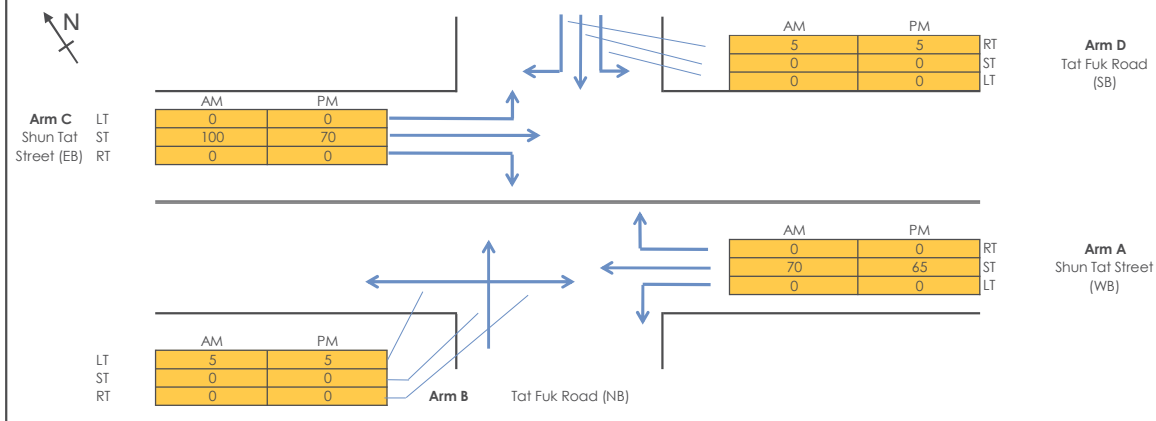 N
AM PM
5 5 RT
0 0 ST
0 0 LT
Arm D
Tat Fuk Road
(SB)
AM PM
Arm C LT 0 0
Shun Tat ST 100 70
Street (EB) RT 0 0
AM PM
0 0 RT
70 65 ST
0 0 LT
Arm A
Shun Tat Street
(WB)
AM PM
LT 5 5
ST 0 0
RT 0 0
Arm B Tat Fuk Road (NB)